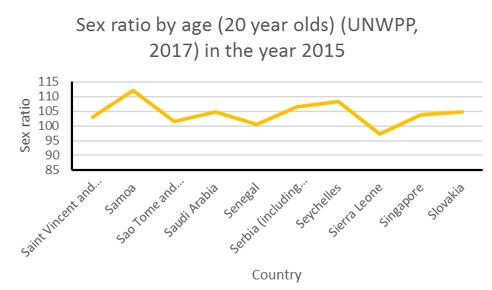 Sex ratio by age (20 year olds) (UNWPP,
2017) in the year 2015
115
110
105
100
95
90
85
Sex ratio
Saint Vincent and...
Samoa
Sao Tome and...
Saudi Arabia
Senegal
Serbia (including...
Seychelles
Sierra Leone
Singapore
Slovakia
Country